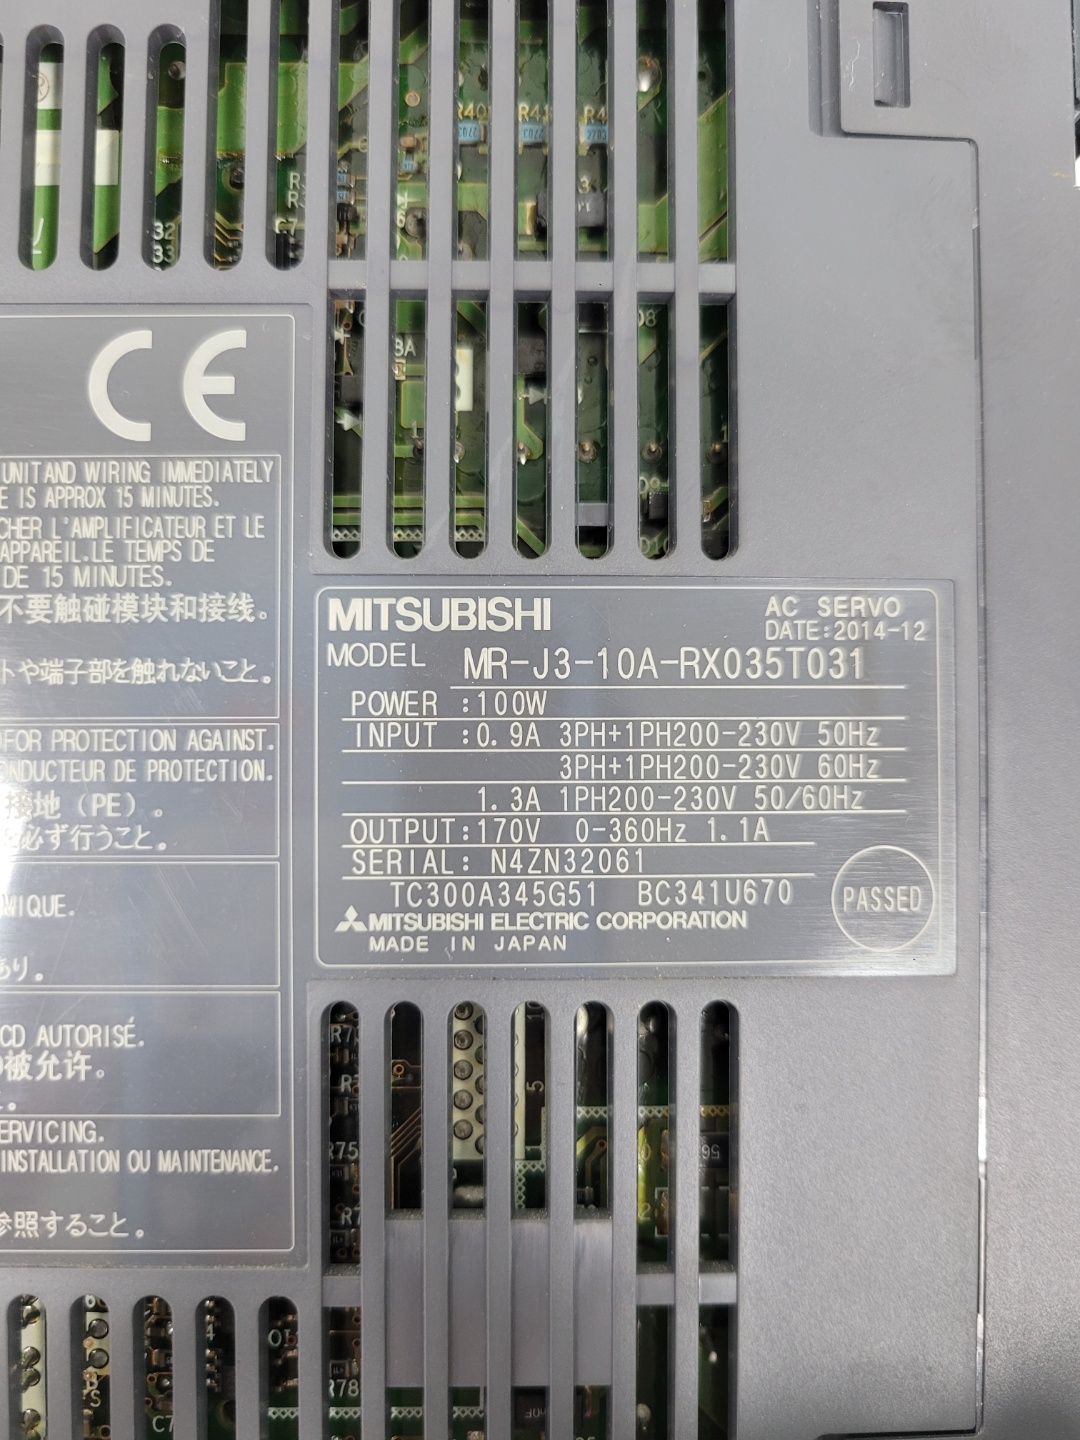 CE
UNIT AND WIRING IMMEDIATELY
IS APPROX 15 MINUTES.
L'AMPLIFICATEUR ET LE
APPAREIL.LE TEMPS DE
DE 15 MINUTES.
不要触碰模块和接线。
トや端子部を触れないこと。
FOR PROTECTION AGAINST.
CONDUCTEUR DE PROTECTION.
接地（PE）。
必ず行うこと。
あり。
CD AUTORISÉ.
被允许。
SERVICING.
INSTALLATION OU MAINTENANCE.
参照すること。
MITSUBISHI
AC SERVO
DATE:2014-12
MODEL MR-J3-10A-RX035T031
POWER :100W
INPUT :0.9A 3PH+1PH200-230V 50Hz
3PH+1PH200-230V 60Hz
1.3A 1PH200-230V 50/60Hz
OUTPUT:170V 0-360Hz 1.1A
SERIAL: N4ZN32061
TC300A345G51 BC341U670
PASSED
MITSUBISHI ELECTRIC CORPORATION
MADE IN JAPAN
R78